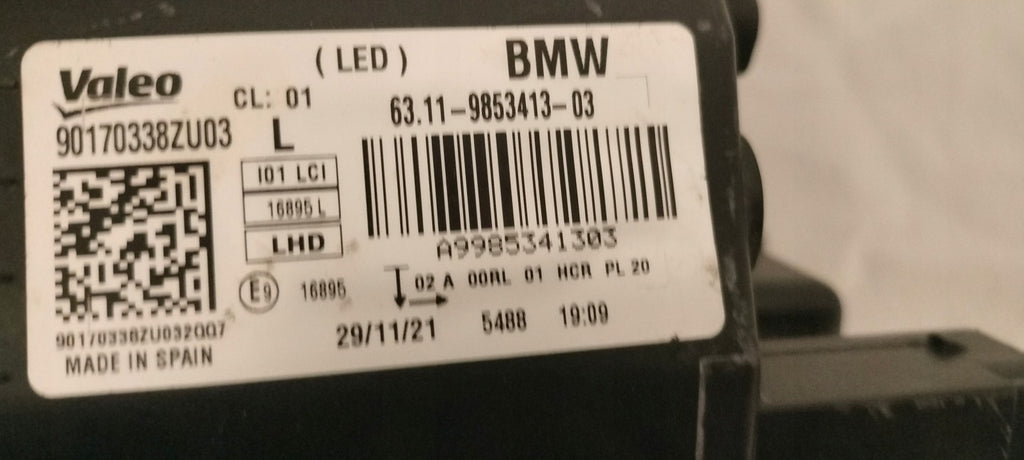 Valeo
( LED )
BMW
CL: 01
63.11-9853413-03
90170338ZU03
L
I01 LCI
16895 L
LHD
A9985341303
E9
16895
02 A 00RL 01 HCR PL 20
90170338ZU032QQ7
29/11/21 5488 19:09
MADE IN SPAIN